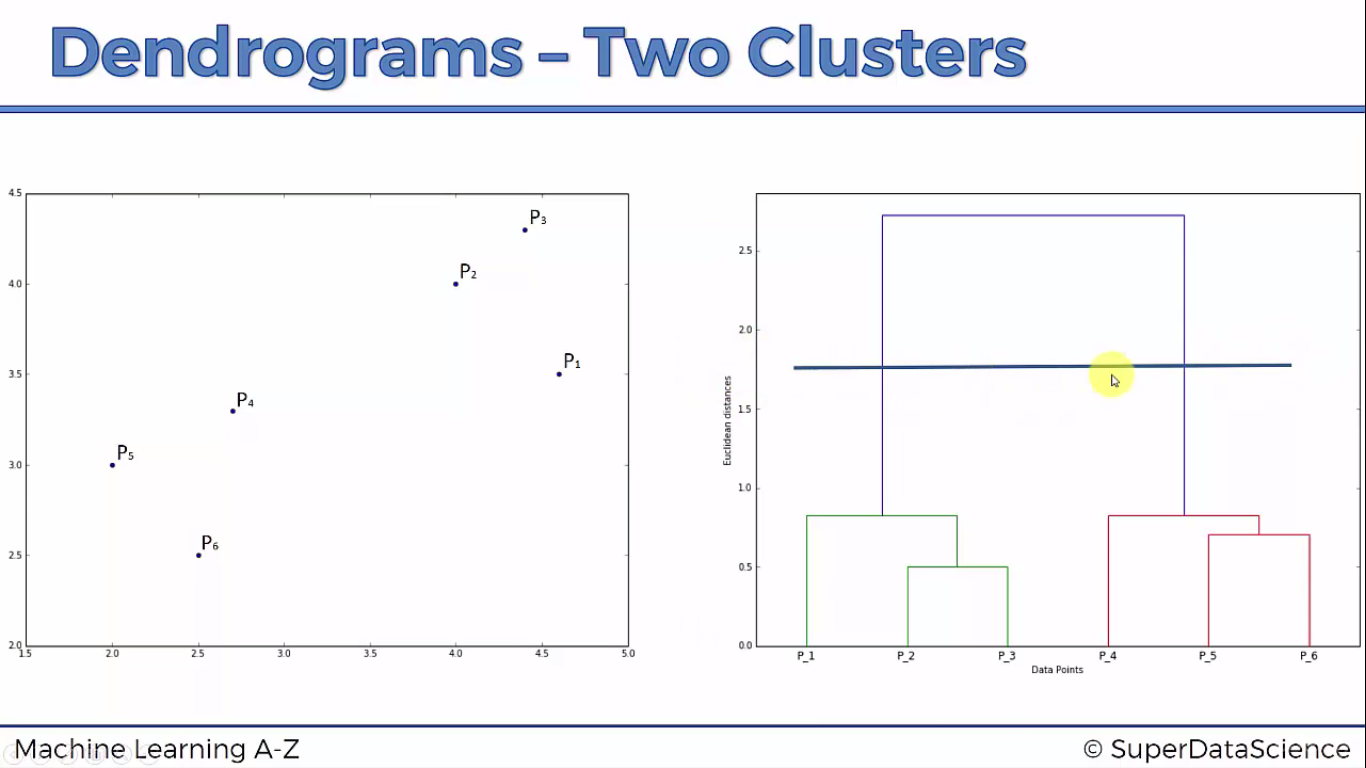 Dendrograms – Two Clusters
4.5
4.0
3.5
3.0
2.5
2.0
1.5 2.0 2.5 3.0 3.5 4.0 4.5 5.0
P₃
P₂
P₁
P₄
P₅
P₆
2.5
2.0
1.5
1.0
0.5
0.0
Euclidean distances
P_1 P_2 P_3 P_4 P_5 P_6
Data Points
Machine Learning A-Z
© SuperDataScience